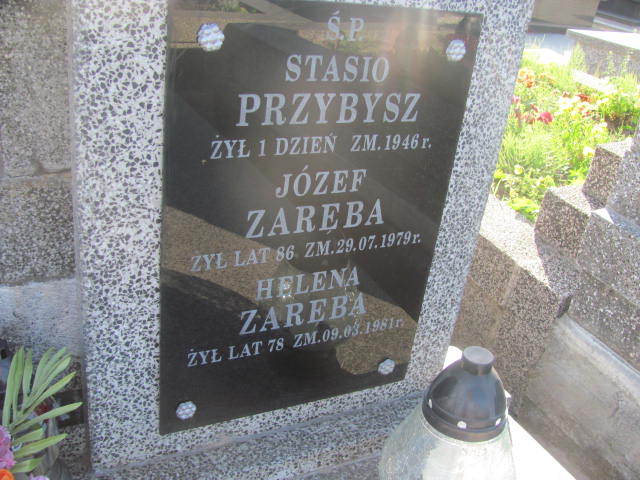 Ś.P
STASIO
PRZYBYSZ
ŻYŁ 1 DZIEŃ ZM. 1946 r.
JÓZEF
ZARĘBA
ŻYŁ LAT 86 ZM. 29.07.1979 r.
HELENA
ZARĘBA
ŻYŁ LAT 78 ZM. 09.03.1981 r.